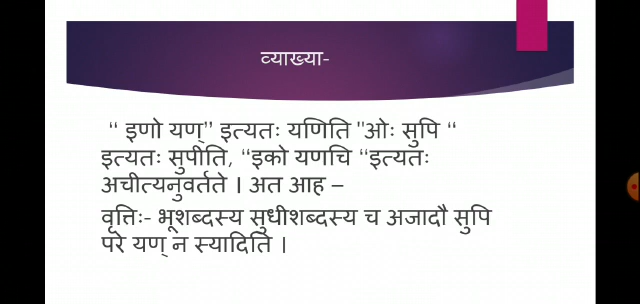 व्याख्या-
“ इणो यण्” इत्यतः यणिति "ओः सुपि “
इत्यतः सुपीति, “इको यणचि “इत्यतः
अचीत्यनुवर्तते । अत आह –
वृत्तिः- भूशब्दस्य सुधीशब्दस्य च अजादौ सुपि
परे यण् न स्यादिति ।